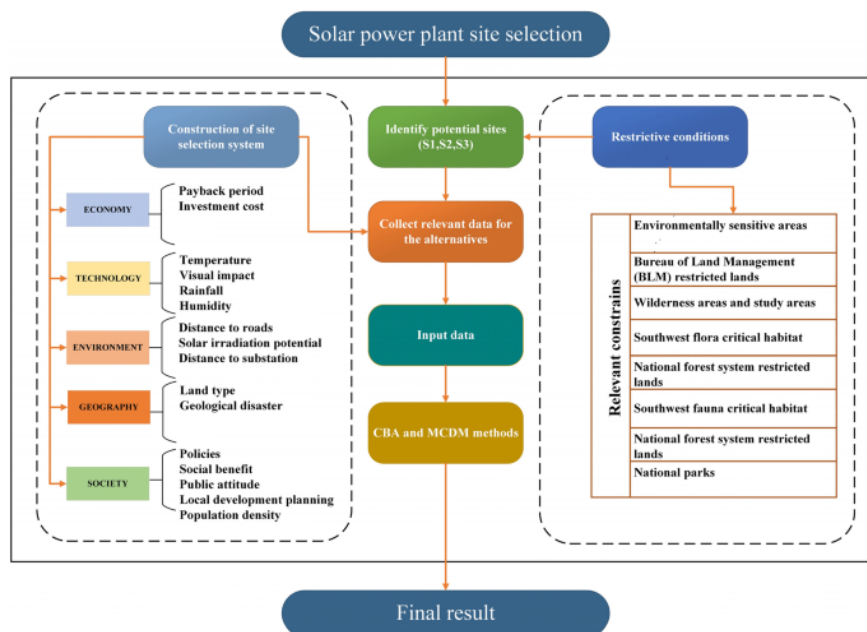 Solar power plant site selection
Construction of site
selection system
ECONOMY
Payback period
Investment cost
TECHNOLOGY
Temperature
Visual impact
Rainfall
Humidity
ENVIRONMENT
Distance to roads
Solar irradiation potential
Distance to substation
GEOGRAPHY
Land type
Geological disaster
SOCIETY
Policies
Social benefit
Public attitude
Local development planning
Population density
Identify potential sites
(S1,S2,S3)
Collect relevant data for
the alternatives
Input data
CBA and MCDM methods
Restrictive conditions
Relevant constrains
Environmentally sensitive areas
Bureau of Land Management
(BLM) restricted lands
Wilderness areas and study areas
Southwest flora critical habitat
National forest system restricted
lands
Southwest fauna critical habitat
National forest system restricted
lands
National parks
Final result